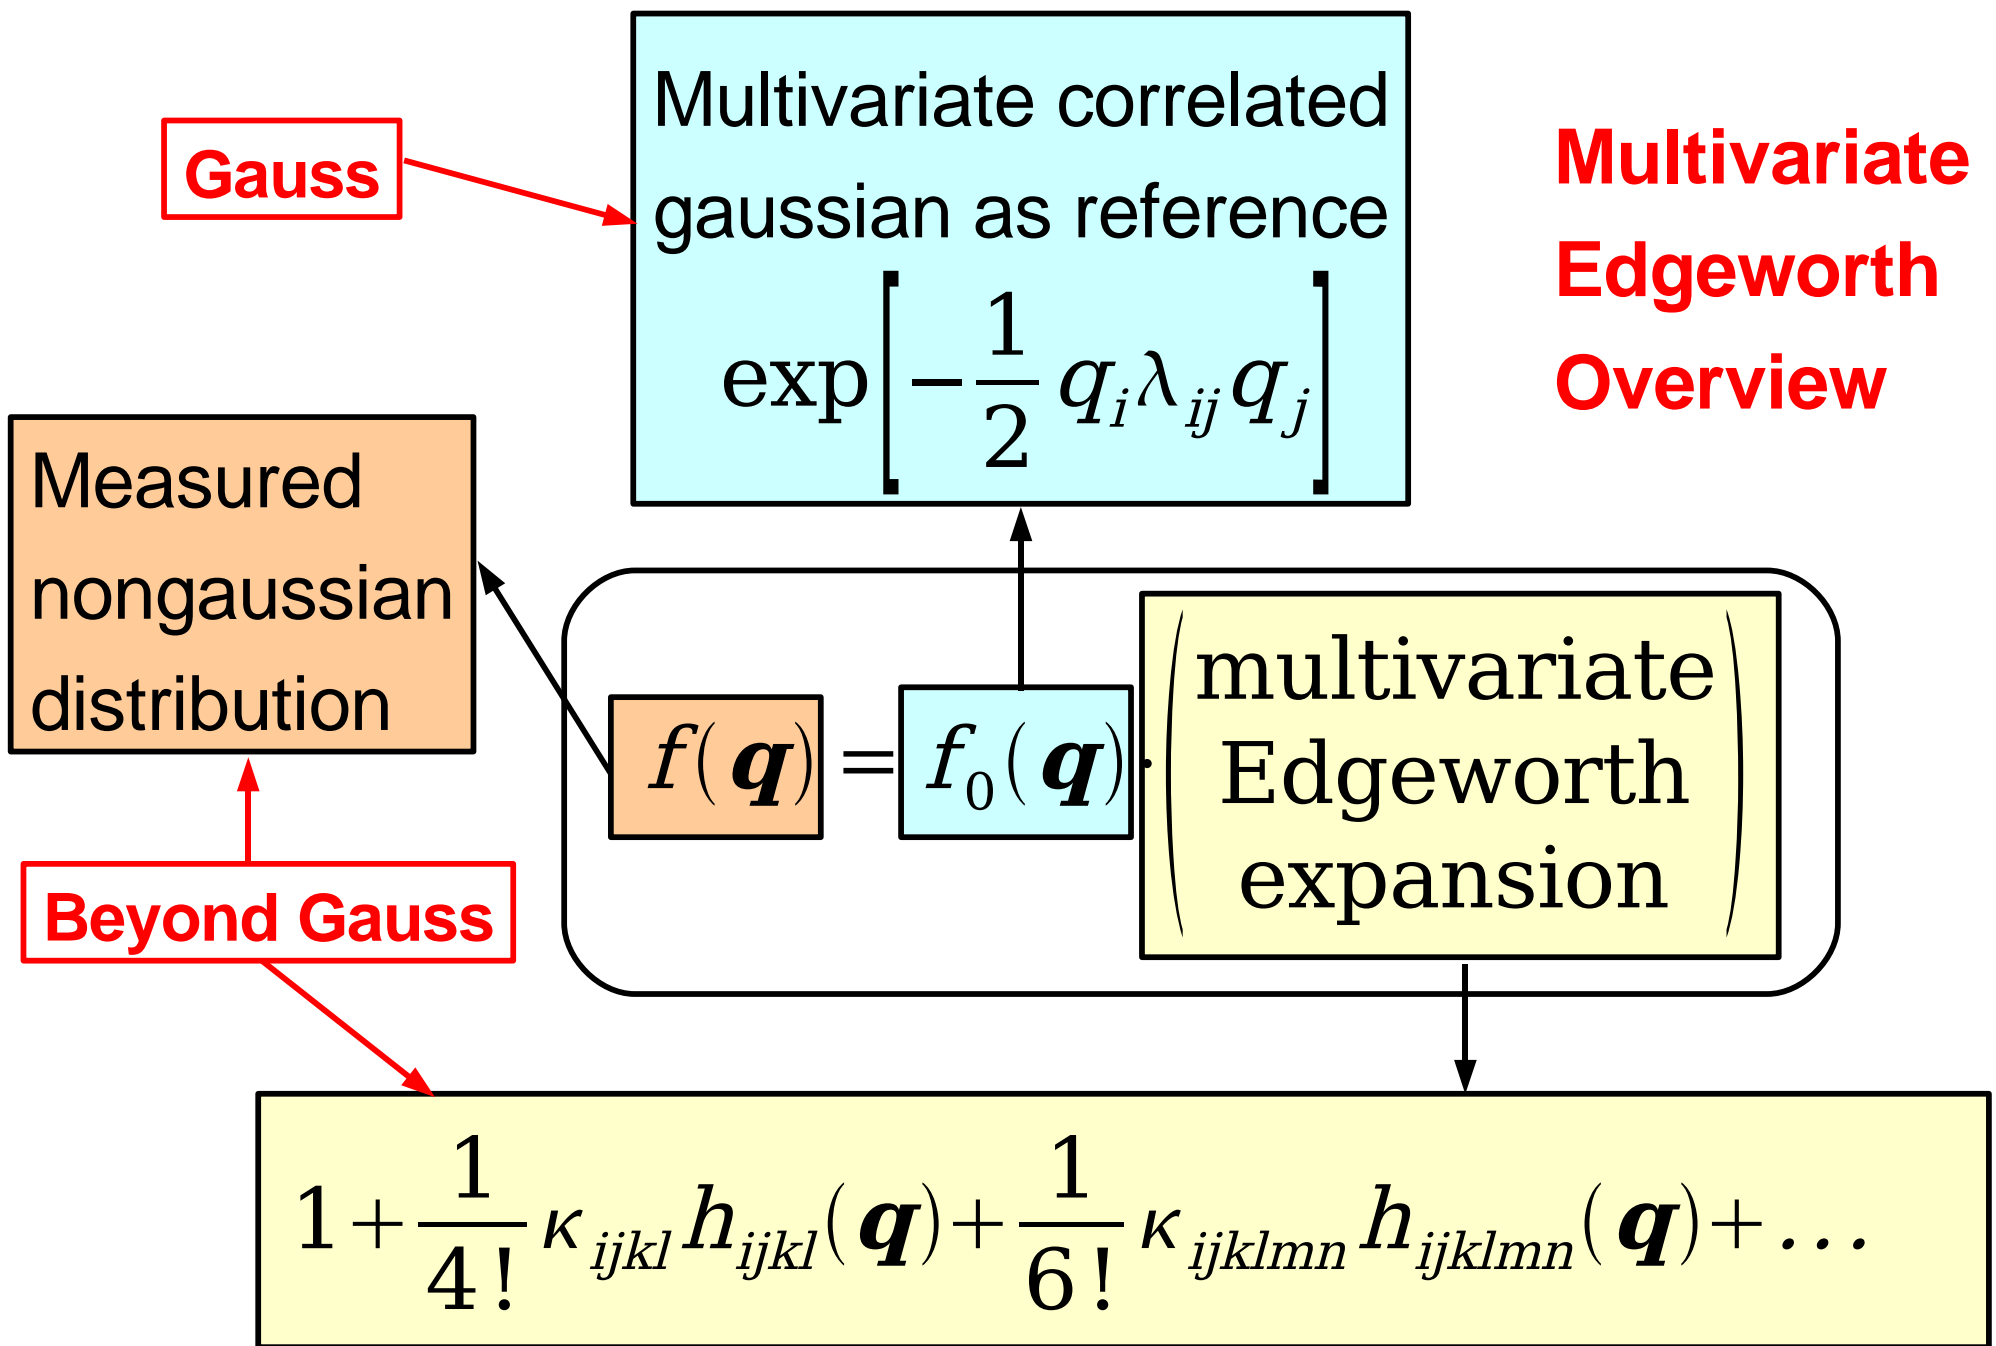 Multivariate correlated
gaussian as reference
exp[−1/2 q_i λ_ij q_j]
Gauss
Multivariate
Edgeworth
Overview
Measured
nongaussian
distribution
f(q) = f_0(q) · (multivariate
Edgeworth
expansion)
Beyond Gauss
1+1/4! κ_ijkl h_ijkl(q)+1/6! κ_ijklmn h_ijklmn(q)+...